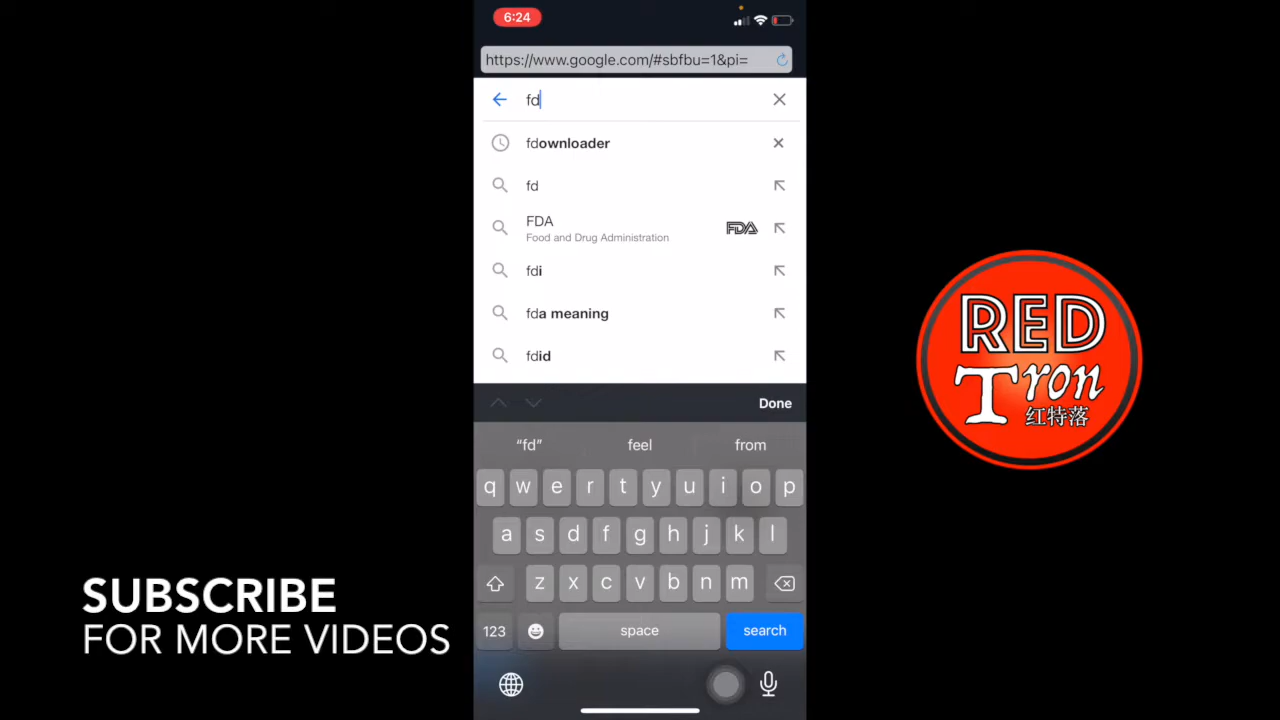 6:24
https://www.google.com/#sbfbu=1&pi=
fd
fdownloader
fd
FDA
Food and Drug Administration
FDA
fdi
fda meaning
fdid
Done
“fd” feel from
q w e r t y u i o p
a s d f g h j k l
z x c v b n m
123 space search
RED
Tron
红特落
SUBSCRIBE
FOR MORE VIDEOS